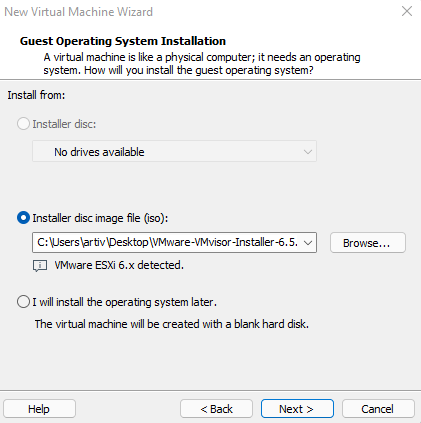 New Virtual Machine Wizard
Guest Operating System Installation
A virtual machine is like a physical computer; it needs an operating
system. How will you install the guest operating system?
Install from:
Installer disc:
No drives available
Installer disc image file (iso):
C:\Users\artiv\Desktop\VMware-VMvisor-Installer-6.5.
Browse...
VMware ESXi 6.x detected.
I will install the operating system later.
The virtual machine will be created with a blank hard disk.
Help
< Back
Next >
Cancel